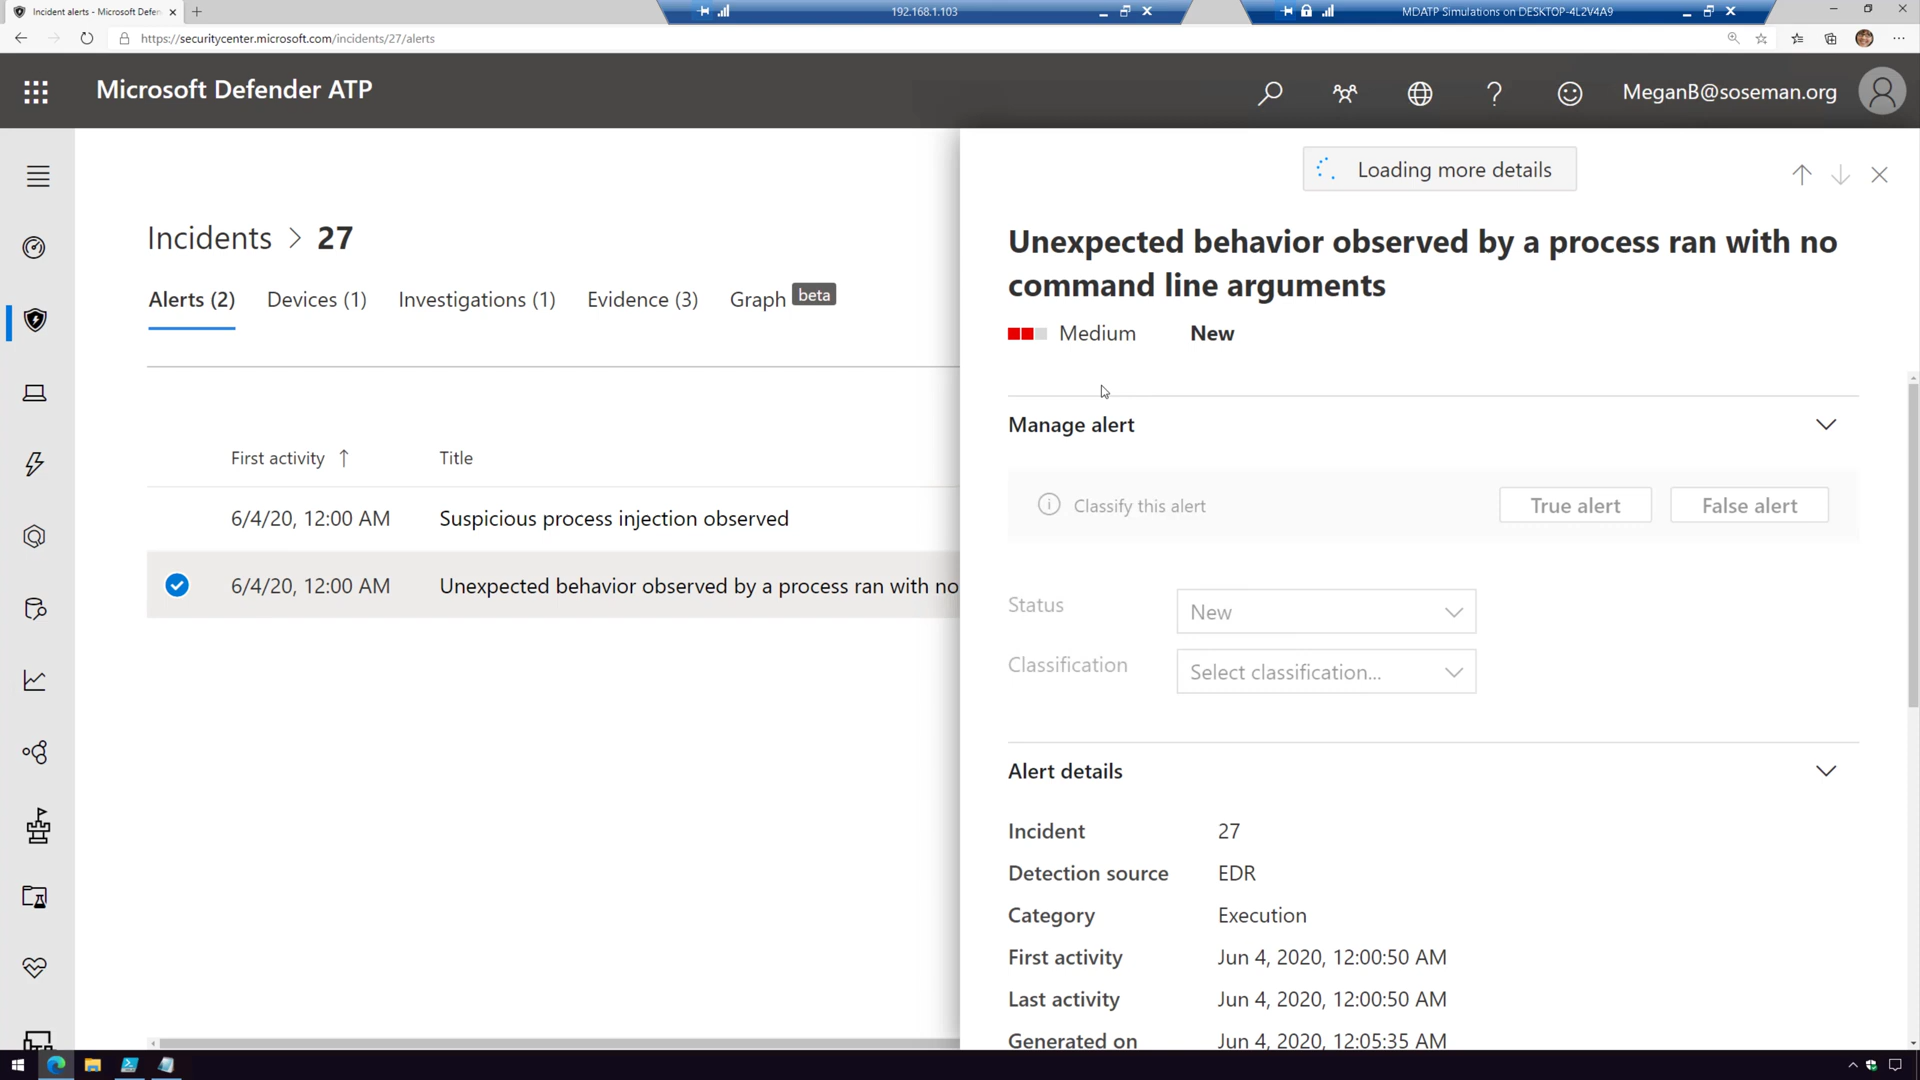 Incident alerts - Microsoft Defen
192.168.1.103
MDATP Simulations on DESKTOP-4L2V4A9
https://securitycenter.microsoft.com/incidents/27/alerts
Microsoft Defender ATP
MeganB@soseman.org
Loading more details
Incidents > 27
Alerts (2)
Devices (1)
Investigations (1)
Evidence (3)
Graph beta
First activity ↑
Title
6/4/20, 12:00 AM
Suspicious process injection observed
6/4/20, 12:00 AM
Unexpected behavior observed by a process ran with no
Unexpected behavior observed by a process ran with no
command line arguments
Medium
New
Manage alert
Classify this alert
True alert
False alert
Status
New
Classification
Select classification...
Alert details
Incident
27
Detection source
EDR
Category
Execution
First activity
Jun 4, 2020, 12:00:50 AM
Last activity
Jun 4, 2020, 12:00:50 AM
Generated on
Jun 4, 2020, 12:05:35 AM